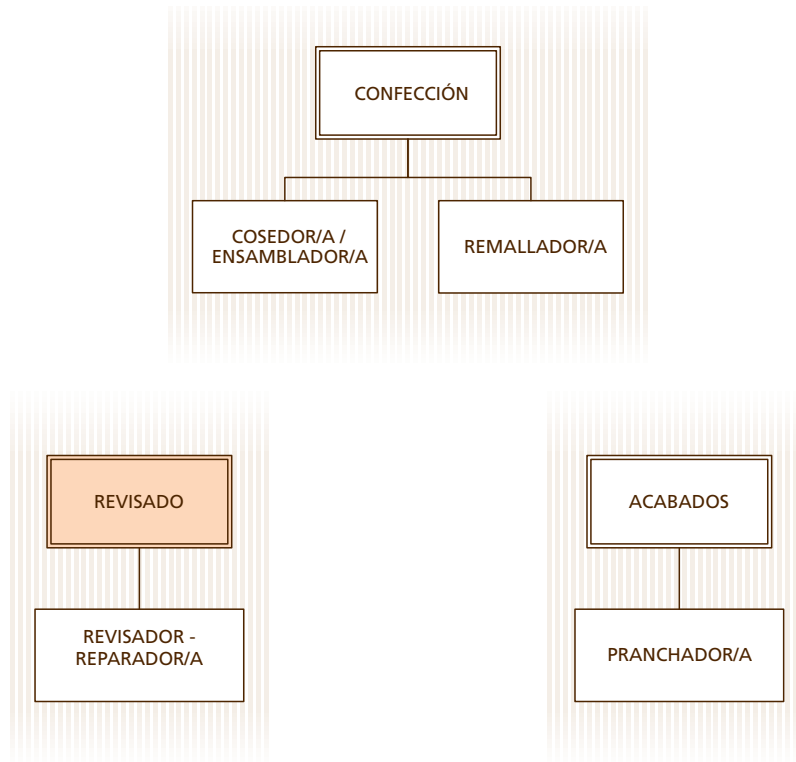 CONFECCIÓN
COSEDOR/A /
ENSAMBLADOR/A
REMALLADOR/A
REVISADO
ACABADOS
REVISADOR -
REPARADOR/A
PRANCHADOR/A